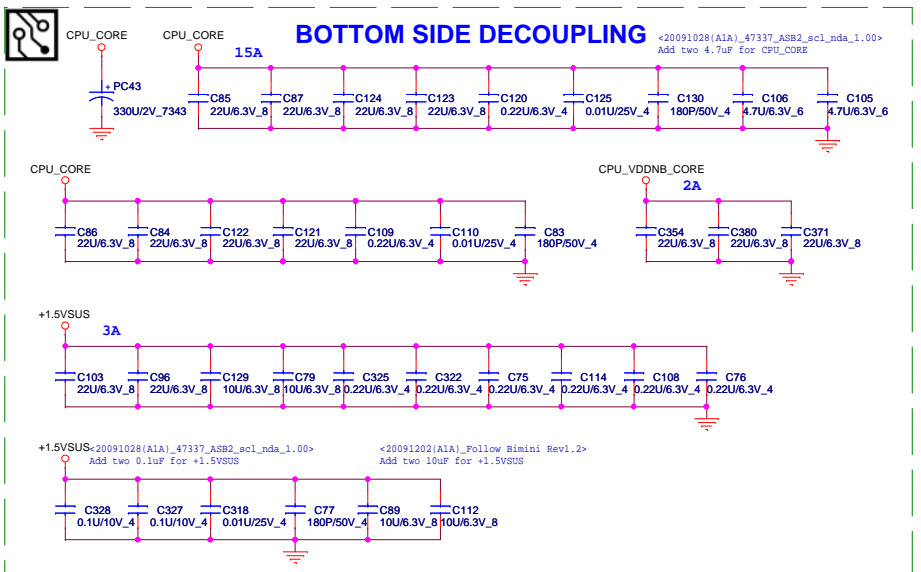 BOTTOM SIDE DECOUPLING
<20091028(A1A)_47337_ASB2_scl_nda_1.00>
Add two 4.7uF for CPU_CORE
CPU_CORE
CPU_CORE
15A
PC43
330U/2V_7343
C85
22U/6.3V_8
C87
22U/6.3V_8
C124
22U/6.3V_8
C123
22U/6.3V_8
C120
0.22U/6.3V_4
C125
0.01U/25V_4
C130
180P/50V_4
C106
4.7U/6.3V_6
C105
4.7U/6.3V_6
CPU_CORE
C86
22U/6.3V_8
C84
22U/6.3V_8
C122
22U/6.3V_8
C121
22U/6.3V_8
C109
0.22U/6.3V_4
C110
0.01U/25V_4
C83
180P/50V_4
CPU_VDDNB_CORE
2A
C354
22U/6.3V_8
C380
22U/6.3V_8
C371
22U/6.3V_8
+1.5VSUS
3A
C103
22U/6.3V_8
C96
22U/6.3V_8
C129
10U/6.3V_8
C79
10U/6.3V_8
C325
0.22U/6.3V_4
C322
0.22U/6.3V_4
C75
0.22U/6.3V_4
C114
0.22U/6.3V_4
C108
0.22U/6.3V_4
C76
0.22U/6.3V_4
+1.5VSUS
<20091028(A1A)_47337_ASB2_scl_nda_1.00>
Add two 0.1uF for +1.5VSUS
<20091202(A1A)_Follow Bimini Rev1.2>
Add two 10uF for +1.5VSUS
C328
0.1U/10V_4
C327
0.1U/10V_4
C318
0.01U/25V_4
C77
180P/50V_4
C89
10U/6.3V_8
C112
10U/6.3V_8